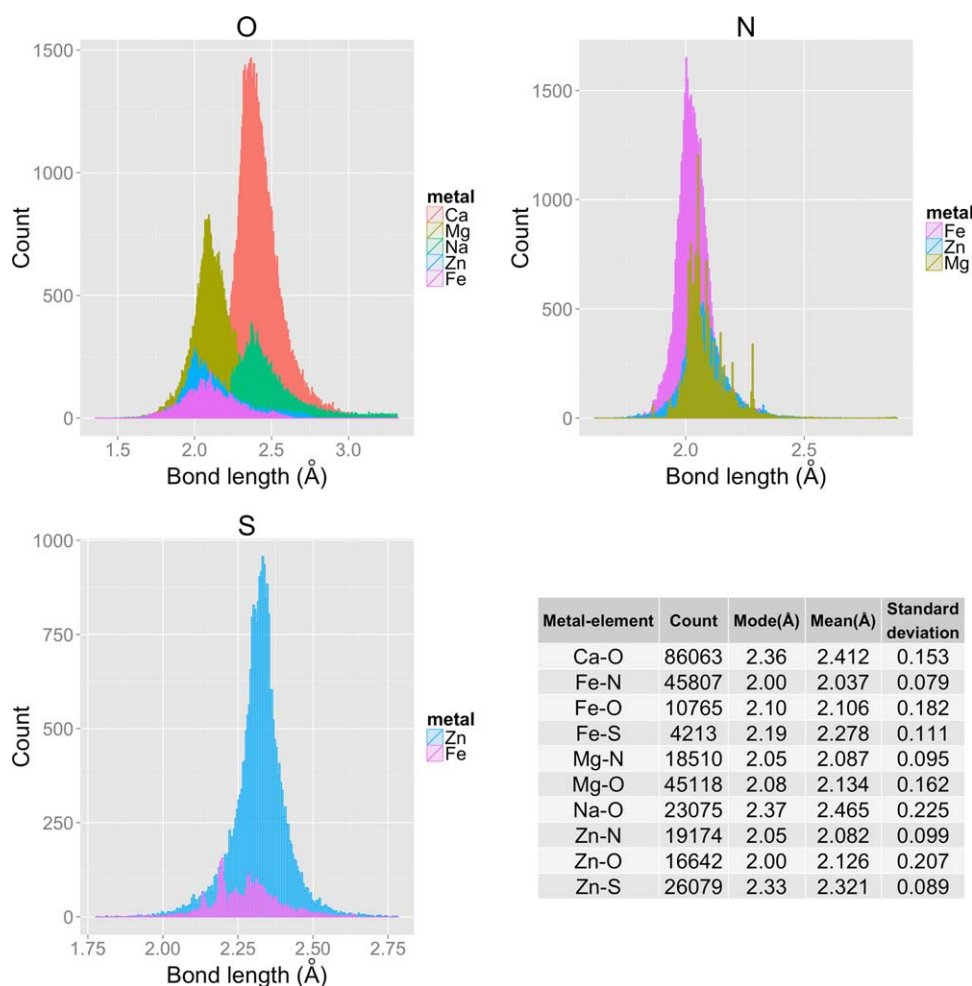 O
1500
1000
500
0
Count
1.5 2.0 2.5 3.0
Bond length (Å)
metal
Ca
Mg
Na
Zn
Fe
N
1500
1000
500
0
Count
2.0 2.5
Bond length (Å)
metal
Fe
Zn
Mg
S
1000
750
500
250
0
Count
1.75 2.00 2.25 2.50 2.75
Bond length (Å)
metal
Zn
Fe
Metal-element Count Mode(Å) Mean(Å) Standard deviation
Ca-O 86063 2.36 2.412 0.153
Fe-N 45807 2.00 2.037 0.079
Fe-O 10765 2.10 2.106 0.182
Fe-S 4213 2.19 2.278 0.111
Mg-N 18510 2.05 2.087 0.095
Mg-O 45118 2.08 2.134 0.162
Na-O 23075 2.37 2.465 0.225
Zn-N 19174 2.05 2.082 0.099
Zn-O 16642 2.00 2.126 0.207
Zn-S 26079 2.33 2.321 0.089